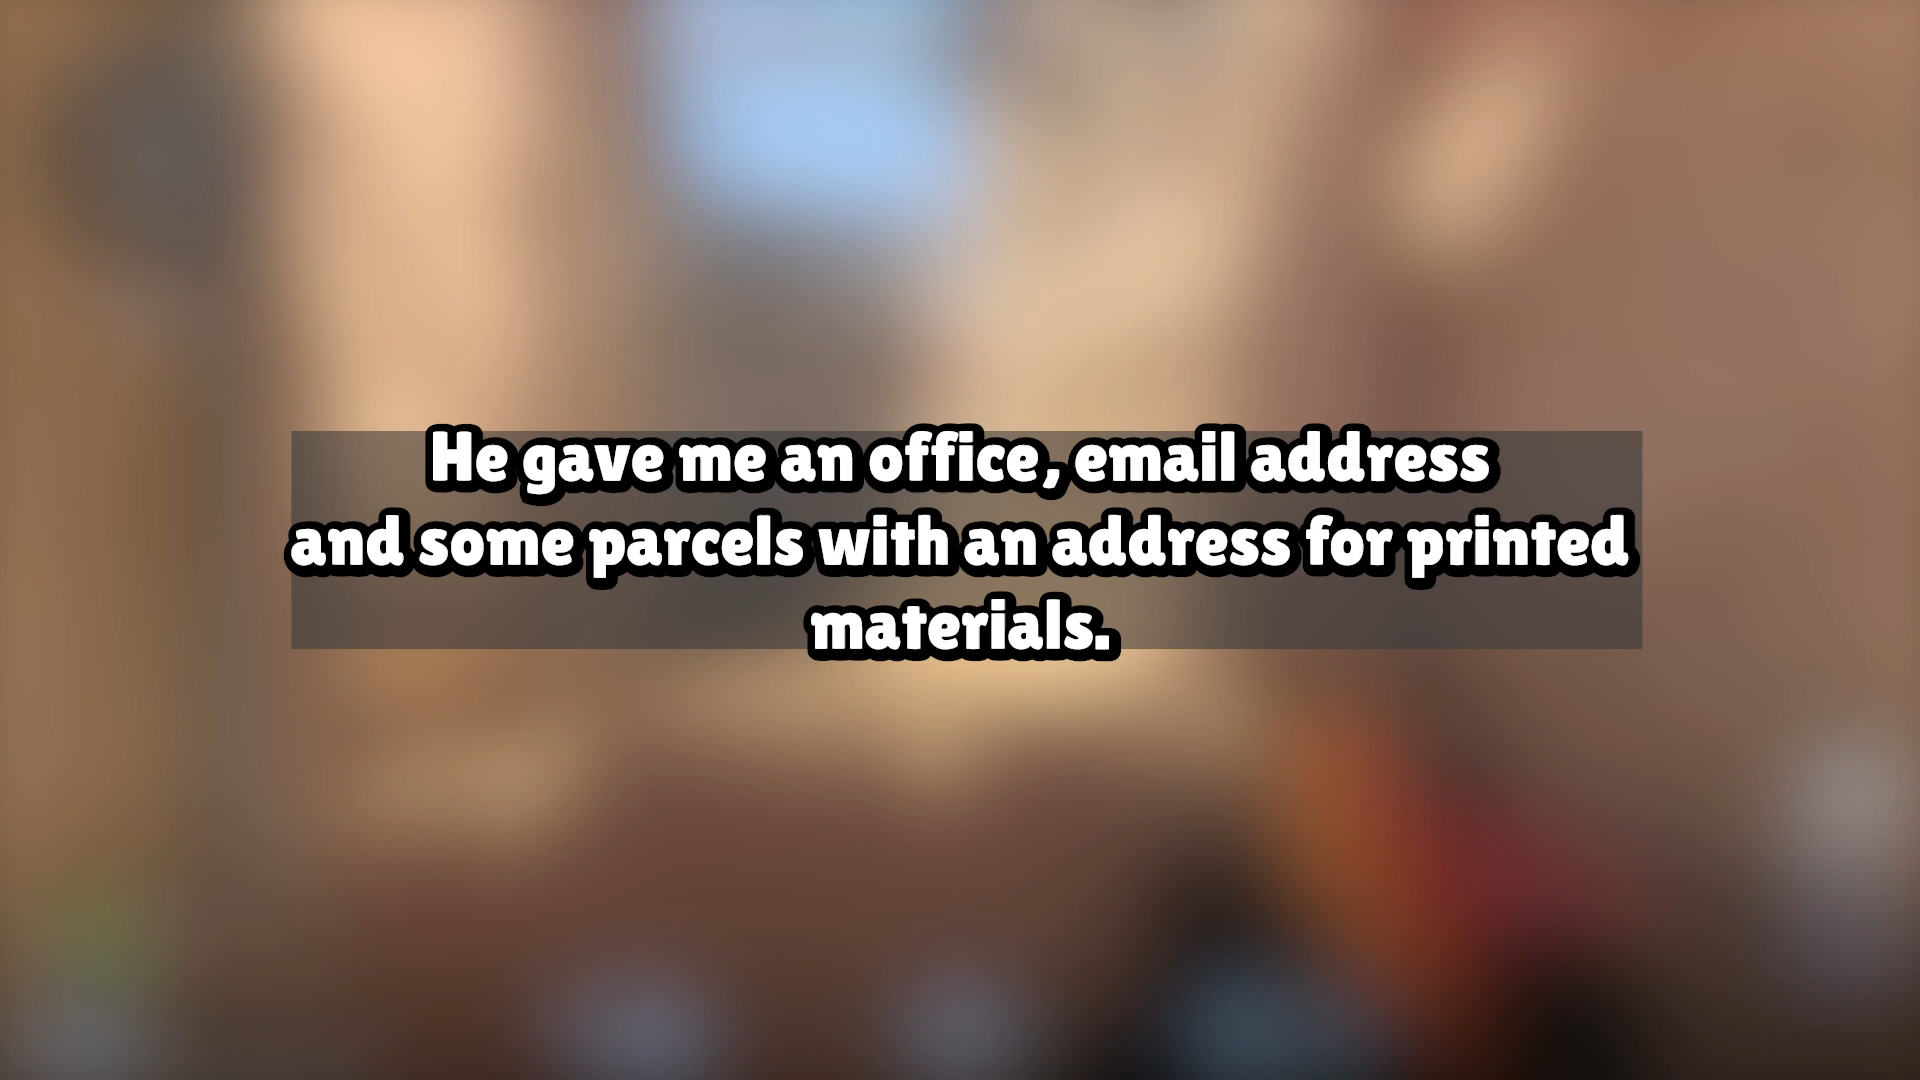 He gave me an office, email address
and some parcels with an address for printed
materials.